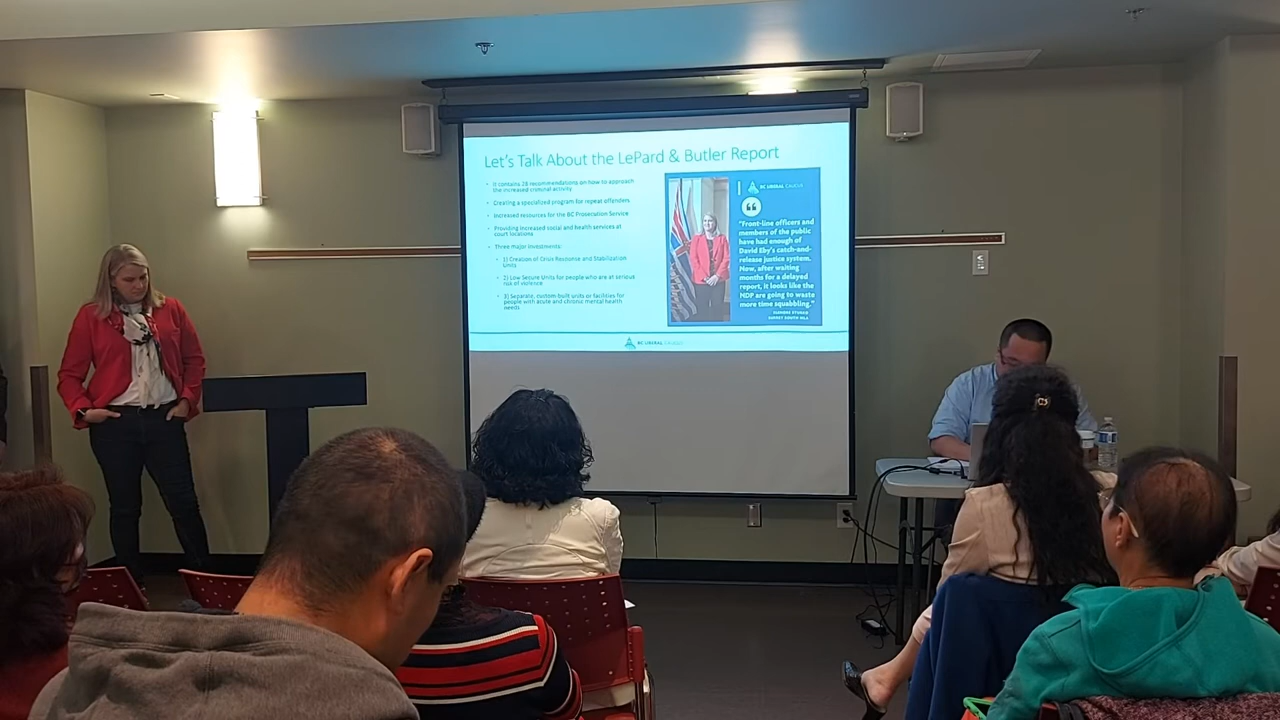 Let's Talk About the LePard & Butler Report
It contains 28 recommendations on how to approach
the increased criminal activity
Creating a specialized program for repeat offenders
Increased resources for the BC Prosecution Service
Providing increased social and health services at
court locations
Three major investments:
1) Creation of Crisis Response and Stabilization
Units
2) Low Secure Units for people who are at serious
risk of violence
3) Separate, custom built units or facilities for
people with acute and chronic mental health
needs
BC LIBERAL CAUCUS
"Front-line officers and
members of the public
have had enough of
David Eby's catch-and-
release justice system.
Now, after waiting
months for a delayed
report, it looks like the
NDP are going to waste
more time squabbling."
ELENORE STURKO
SURREY SOUTH MLA
BC LIBERAL CAUCUS